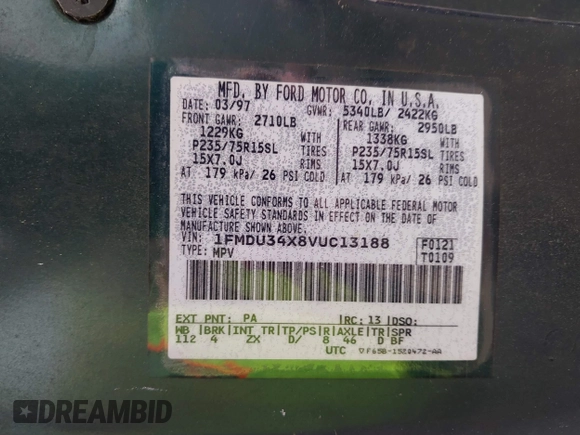 MFD. BY FORD MOTOR CO. IN U.S.A.
DATE: 03/97 GVWR: 5340LB/ 2422KG
FRONT GAWR: 2710LB REAR GAWR: 2950LB
1229KG WITH 1338KG WITH
P235/75R15SL TIRES P235/75R15SL TIRES
15X7.0J RIMS 15X7.0J RIMS
AT 179 kPa/ 26 PSI COLD AT 179 kPa/ 26 PSI COLD
THIS VEHICLE CONFORMS TO ALL APPLICABLE FEDERAL MOTOR
VEHICLE SAFETY STANDARDS IN EFFECT ON THE DATE OF
MANUFACTURE SHOWN ABOVE.
VIN: 1FMDU34X8VUC13188 F0121
TYPE: MPV T0109
EXT PNT: PA RC: 13 DSO:
WB BRK INT TR TP/PS R AXLE TR SPR
112 4 ZX D/ 8 46 D BF
UTC ▽F65B-1520472-AA
DREAMBID